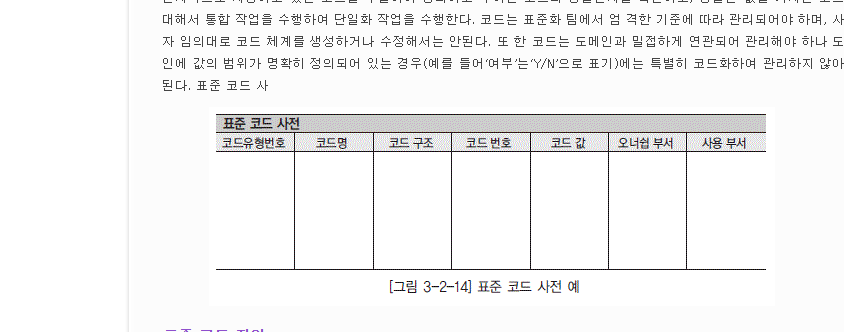 대해서 통합 작업을 수행하여 단일화 작업을 수행한다. 코드는 표준화 팀에서 엄 격한 기준에 따라 관리되어야 하며, 사
자 임의대로 코드 체계를 생성하거나 수정해서는 안된다. 또 한 코드는 도메인과 밀접하게 연관되어 관리해야 하나 도
인에 값의 범위가 명확히 정의되어 있는 경우(예를 들어'여부'는'Y/N'으로 표기)에는 특별히 코드화하여 관리하지 않아
된다. 표준 코드 사
표준 코드 사전
코드유형번호 코드명 코드 구조 코드 번호 코드 값 오너쉽 부서 사용 부서
[그림 3-2-14] 표준 코드 사전 예